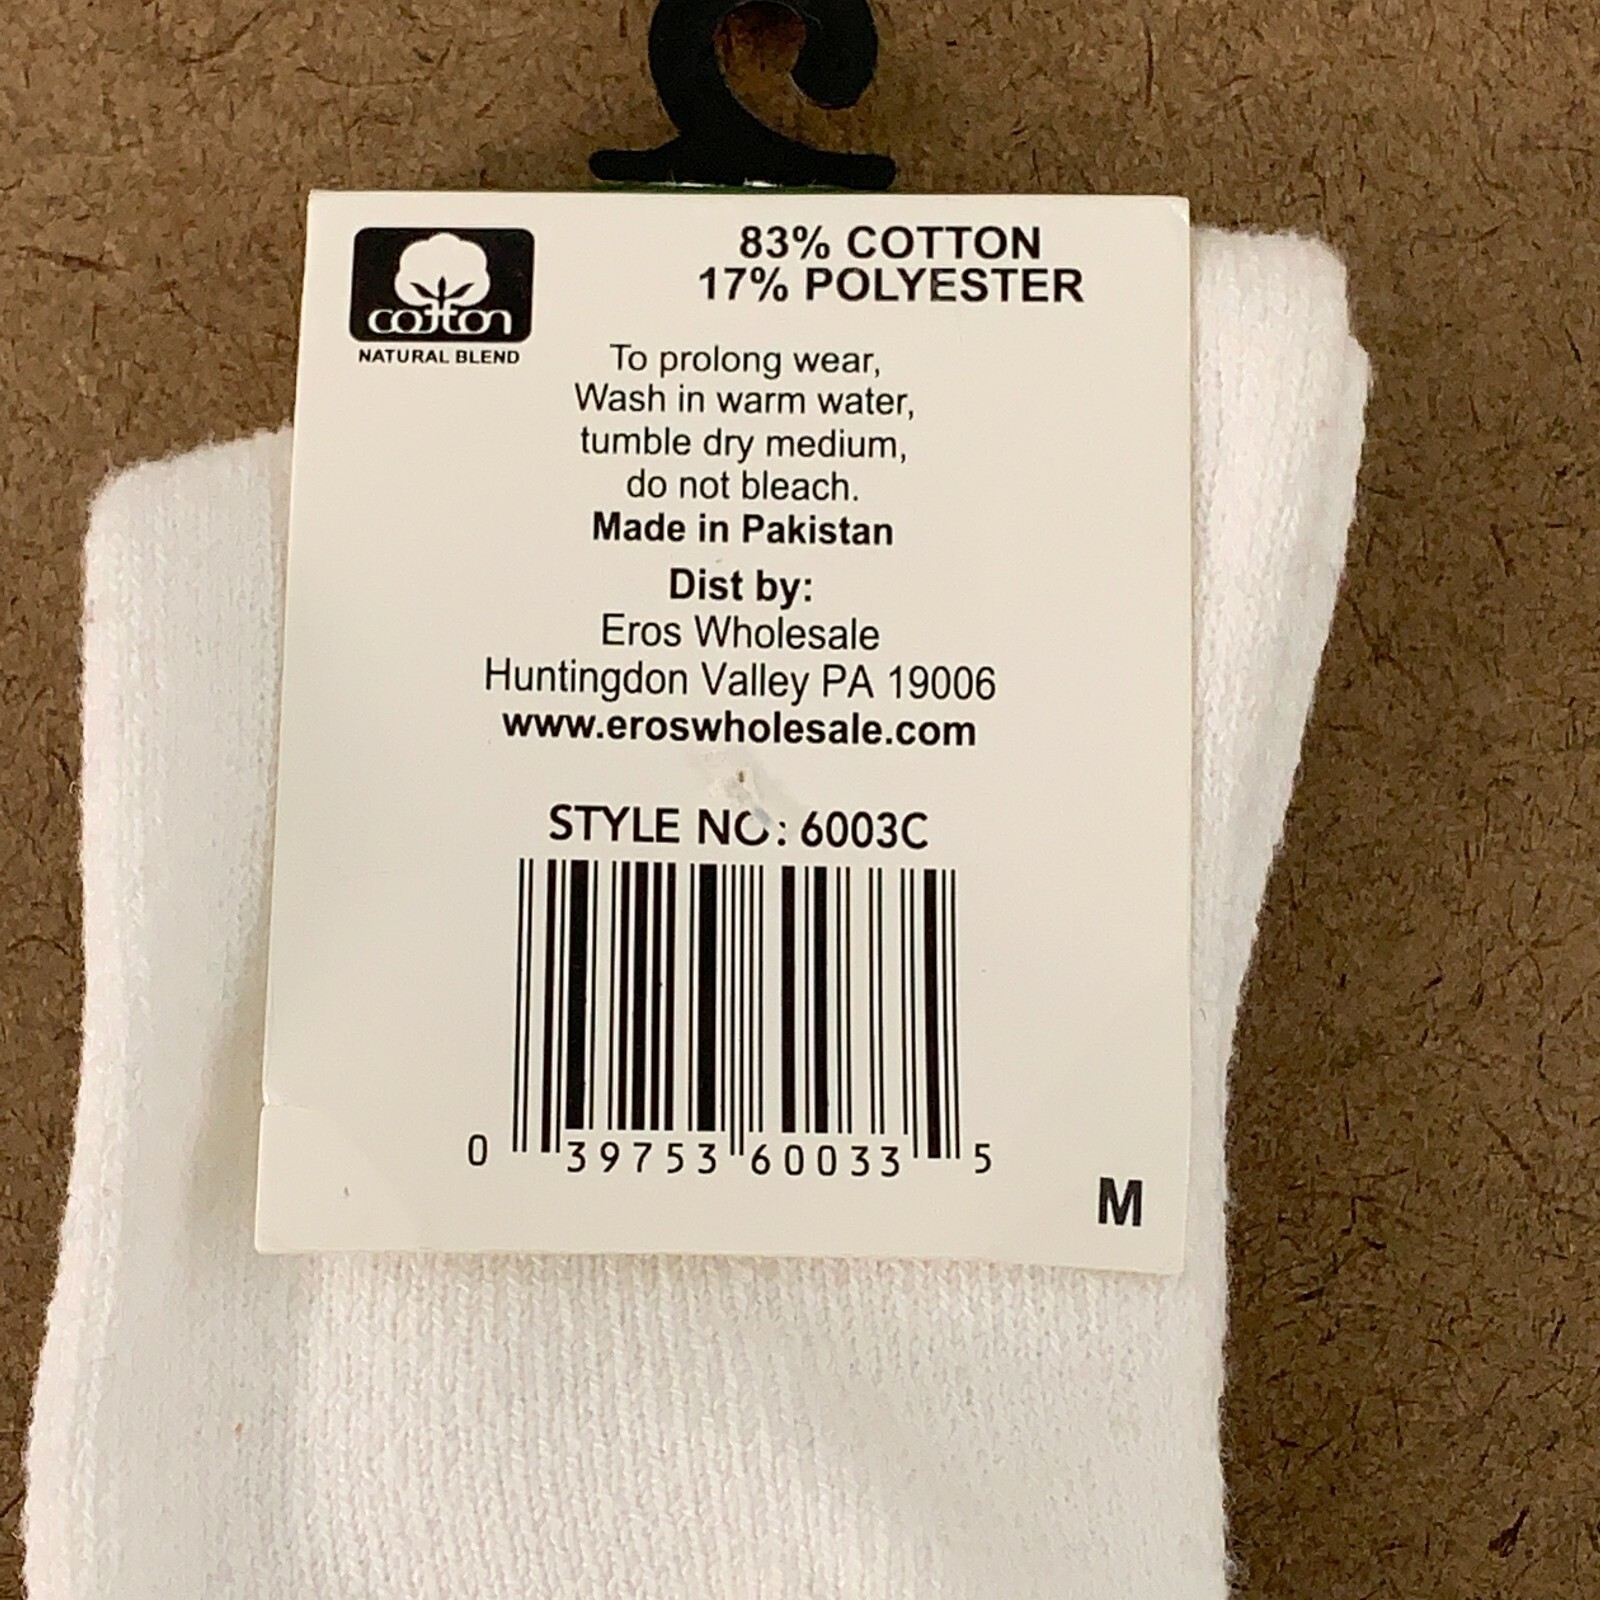 cotton
NATURAL BLEND
83% COTTON
17% POLYESTER
To prolong wear,
Wash in warm water,
tumble dry medium,
do not bleach.
Made in Pakistan
Dist by:
Eros Wholesale
Huntingdon Valley PA 19006
www.eroswholesale.com
STYLE NO: 6003C
0 39753 60033 5
M